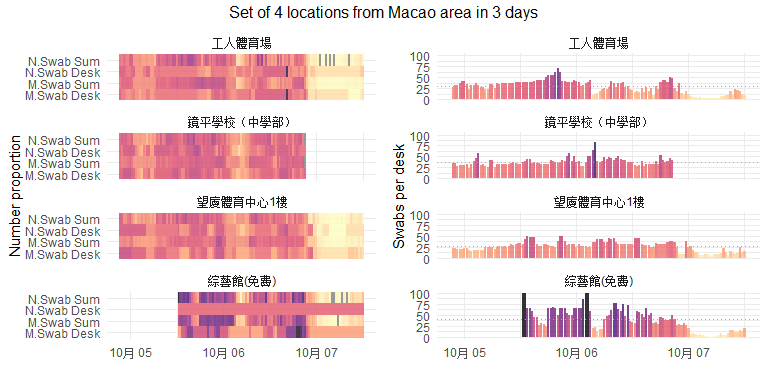 Set of 4 locations from Macao area in 3 days
Number proportion
工人體育場
N.Swab Sum
N.Swab Desk
M.Swab Sum
M.Swab Desk
鏡平學校（中學部）
N.Swab Sum
N.Swab Desk
M.Swab Sum
M.Swab Desk
望廈體育中心1樓
N.Swab Sum
N.Swab Desk
M.Swab Sum
M.Swab Desk
綜藝館(免費)
N.Swab Sum
N.Swab Desk
M.Swab Sum
M.Swab Desk
10月 05 10月 06 10月 07
Swabs per desk
工人體育場
100
75
50
25
0
鏡平學校（中學部）
100
75
50
25
0
望廈體育中心1樓
100
75
50
25
0
綜藝館(免費)
100
75
50
25
0
10月 05 10月 06 10月 07